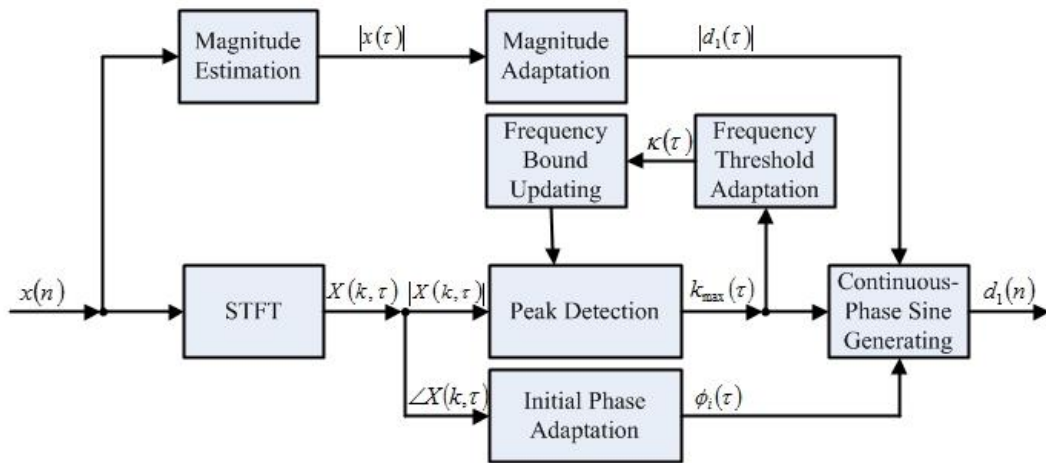 Magnitude
Estimation
|x(τ)|
Magnitude
Adaptation
|d₁(τ)|
Frequency
Bound
Updating
κ(τ)
Frequency
Threshold
Adaptation
x(n)
STFT
X(k,τ)
|X(k,τ)|
Peak Detection
kₘₐₓ(τ)
Continuous-
Phase Sine
Generating
d₁(n)
∠X(k,τ)
Initial Phase
Adaptation
ϕᵢ(τ)